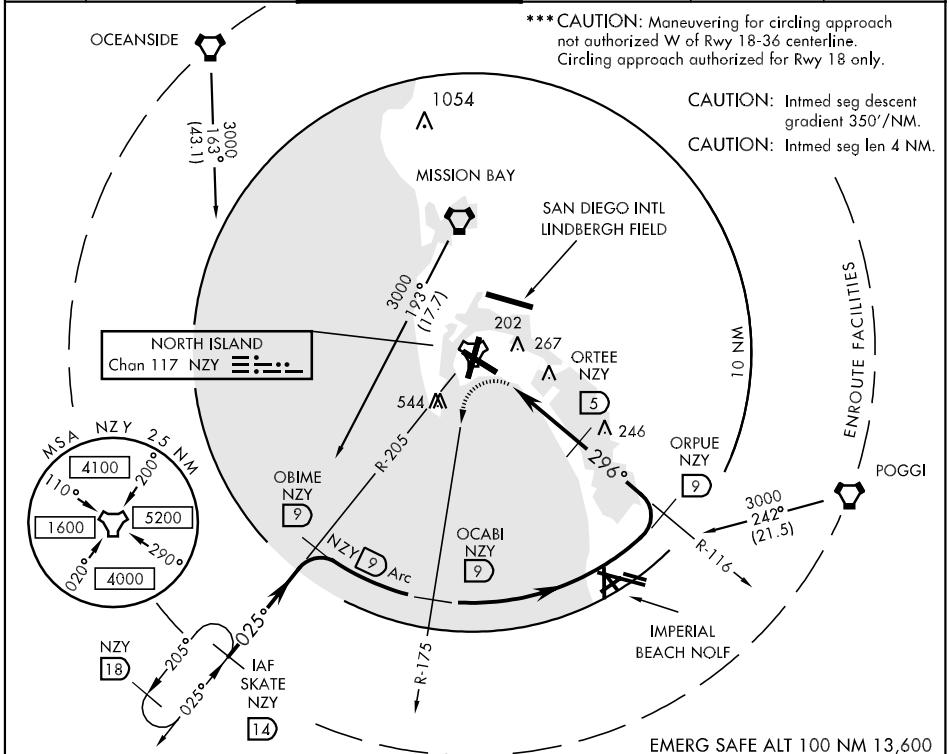 *** CAUTION: Maneuvering for circling approach
not authorized W of Rwy 18-36 centerline.
Circling approach authorized for Rwy 18 only.
OCEANSIDE
3000
163°
(43.1)
1054
CAUTION: Intmed seg descent
gradient 350'/NM.
CAUTION: Intmed seg len 4 NM.
MISSION BAY
SAN DIEGO INTL
LINDBERGH FIELD
3000
193°
(17.7)
NORTH ISLAND
Chan 117 NZY
202
267
ORTEE
NZY
5
10 NM
ENROUTE FACILITIES
544
246
R-205
296°
ORPUE
NZY
9
POGGI
3000
242°
(21.5)
R-116
MSA NZY 25 NM
4100
110°
200°
1600
5200
020°
290°
4000
OBIME
NZY
9
NZY 9 Arc
OCABI
NZY
9
IMPERIAL
BEACH NOLF
R-175
025°
205°
025°
NZY
18
IAF
SKATE
NZY
14
EMERG SAFE ALT 100 NM 13,600